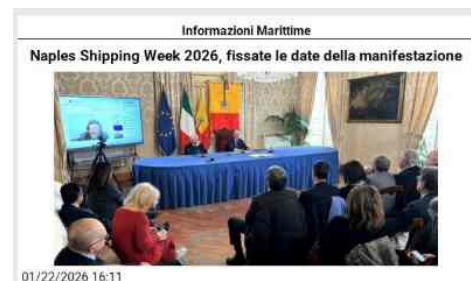 Informazioni Marittime
Naples Shipping Week 2026, fissate le date della manifestazione
01/22/2026 16:11